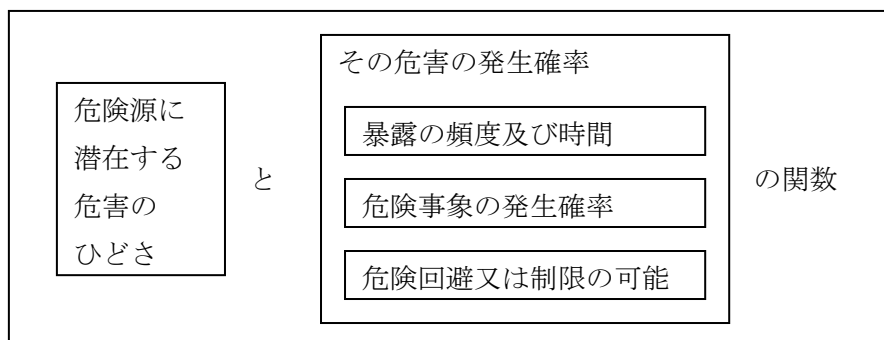 危険源に
潜在する
危害の
ひどさ
と
その危害の発生確率
暴露の頻度及び時間
危険事象の発生確率
危険回避又は制限の可能
の関数